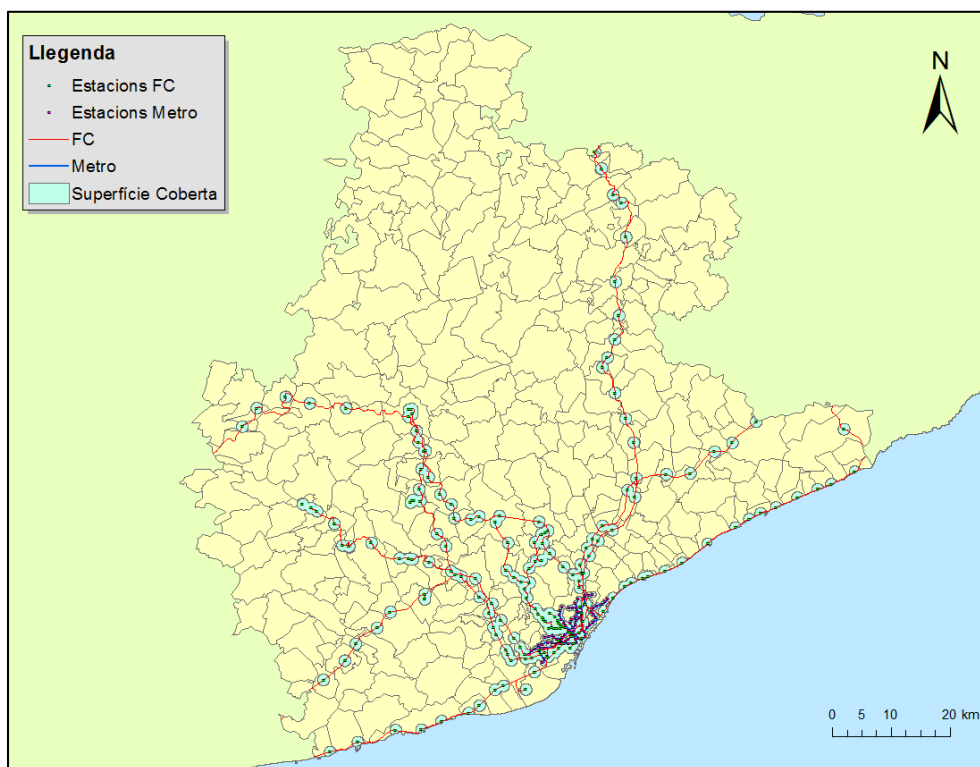 Llegenda
Estacions FC
Estacions Metro
FC
Metro
Superfície Coberta
N
0 5 10 20 km